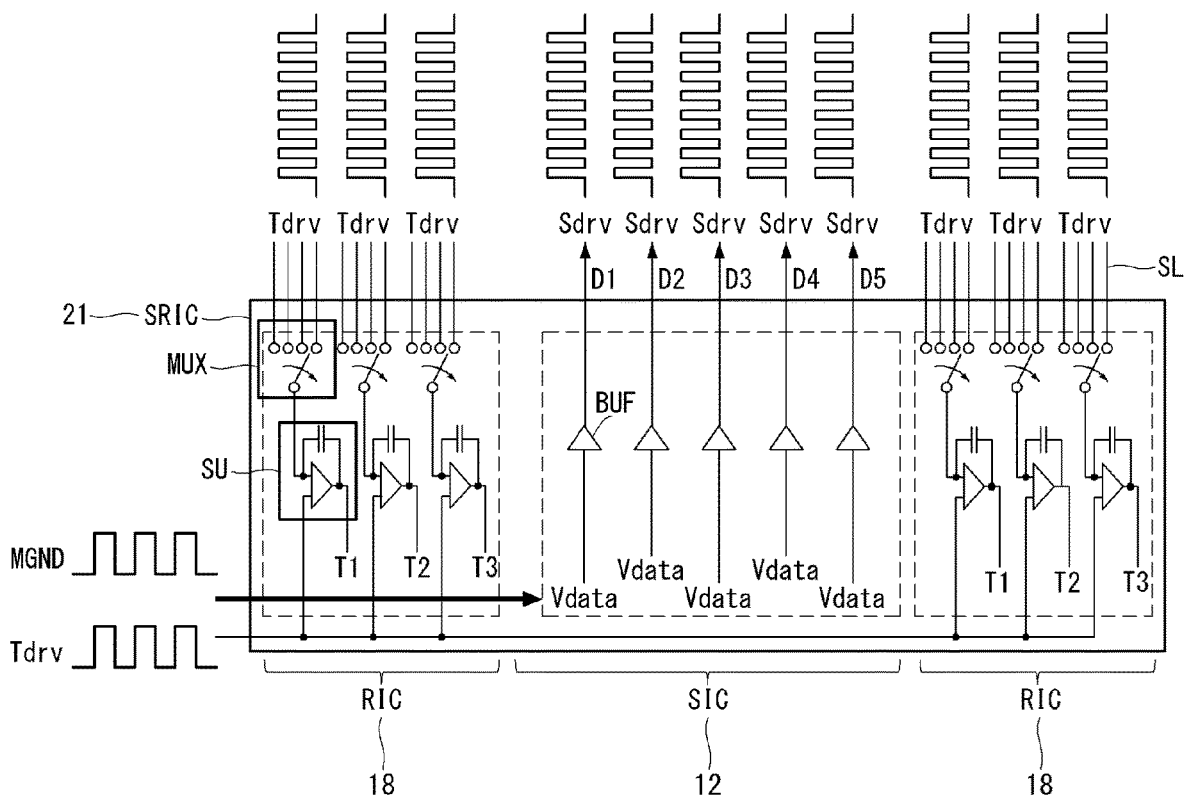 Tdrv Tdrv Tdrv Sdrv Sdrv Sdrv Sdrv Sdrv Tdrv Tdrv Tdrv
D1 D2 D3 D4 D5 SL
21 SRIC
MUX
BUF
SU
MGND
T1 T2 T3 Vdata Vdata T1 T2 T3
Vdata Vdata Vdata
Tdrv
RIC SIC RIC
18 12 18